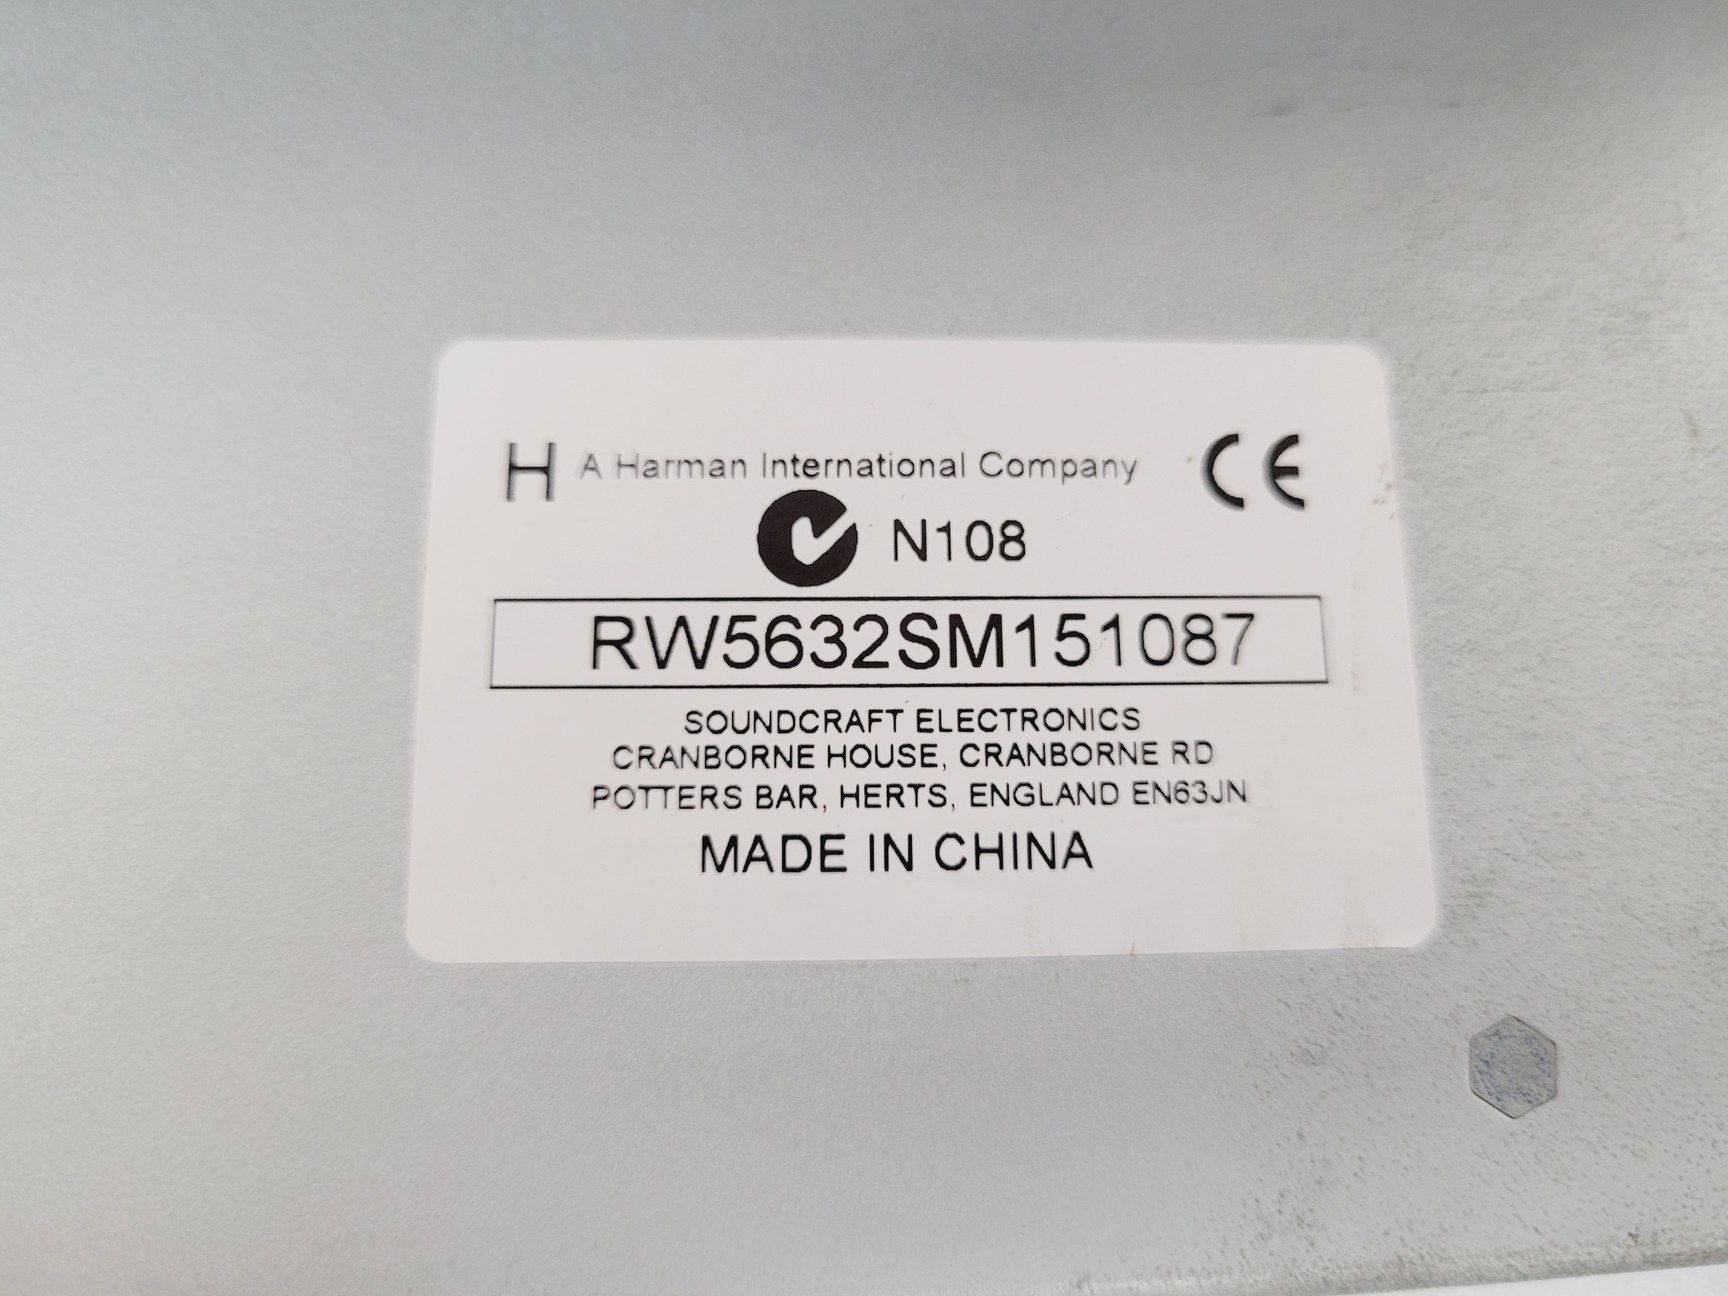 H A Harman International Company CE
N108
RW5632SM151087
SOUNDCRAFT ELECTRONICS
CRANBORNE HOUSE, CRANBORNE RD
POTTERS BAR, HERTS, ENGLAND EN63JN
MADE IN CHINA